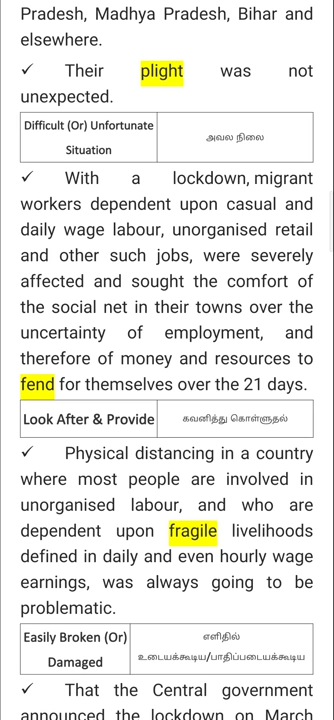 Pradesh, Madhya Pradesh, Bihar and
elsewhere.
✓ Their plight was not
unexpected.
Difficult (Or) Unfortunate
Situation
அவல நிலை
✓ With a lockdown, migrant
workers dependent upon casual and
daily wage labour, unorganised retail
and other such jobs, were severely
affected and sought the comfort of
the social net in their towns over the
uncertainty of employment, and
therefore of money and resources to
fend for themselves over the 21 days.
Look After & Provide
கவனித்து கொள்ளுதல்
✓ Physical distancing in a country
where most people are involved in
unorganised labour, and who are
dependent upon fragile livelihoods
defined in daily and even hourly wage
earnings, was always going to be
problematic.
Easily Broken (Or)
Damaged
எளிதில்
உடையக்கூடிய/பாதிப்படையக்கூடிய
✓ That the Central government
announced the lockdown on March